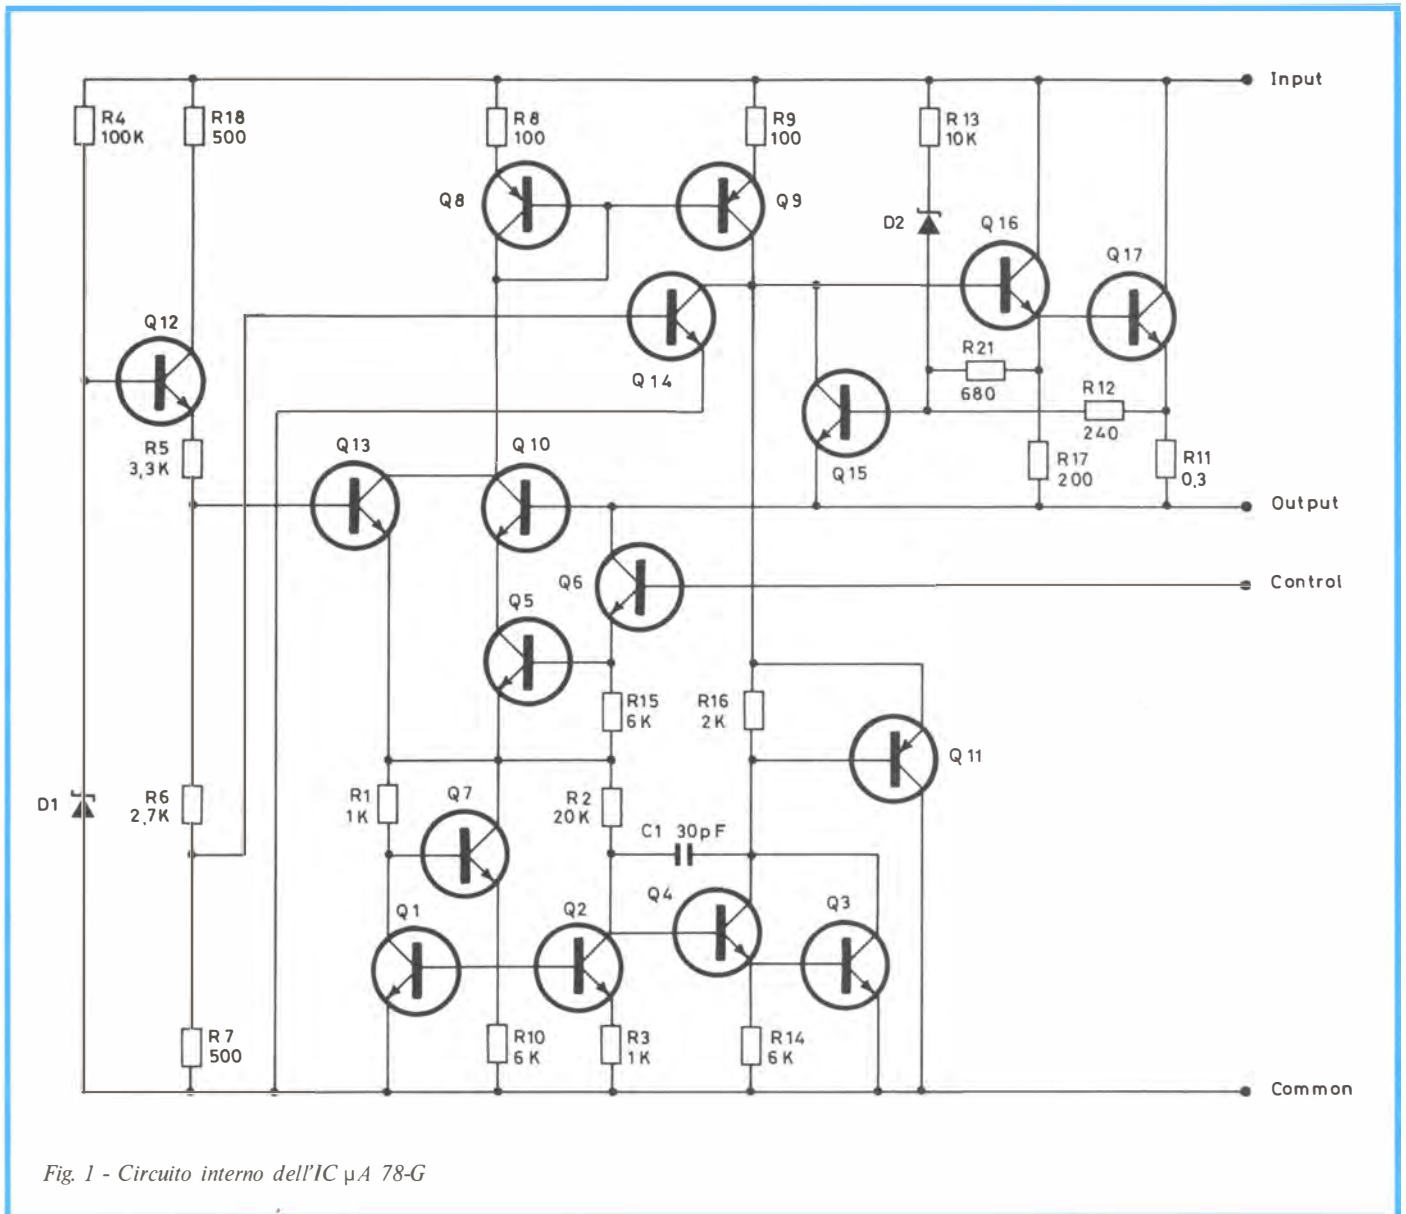 Input
R4
100K
R18
500
R8
100
R9
100
R13
10K
Q8
Q9
D2
Q16
Q17
Q12
Q14
R21
680
R12
240
R5
3,3K
Q13
Q10
Q15
R17
200
R11
0,3
Output
Q6
Control
Q5
R15
6K
R16
2K
Q11
D1
R6
2,7K
R1
1K
Q7
R2
20K
C1 30pF
Q1
Q2
Q4
Q3
R7
500
R10
6K
R3
1K
R14
6K
Common
Fig. 1 - Circuito interno dell'IC µA 78-G